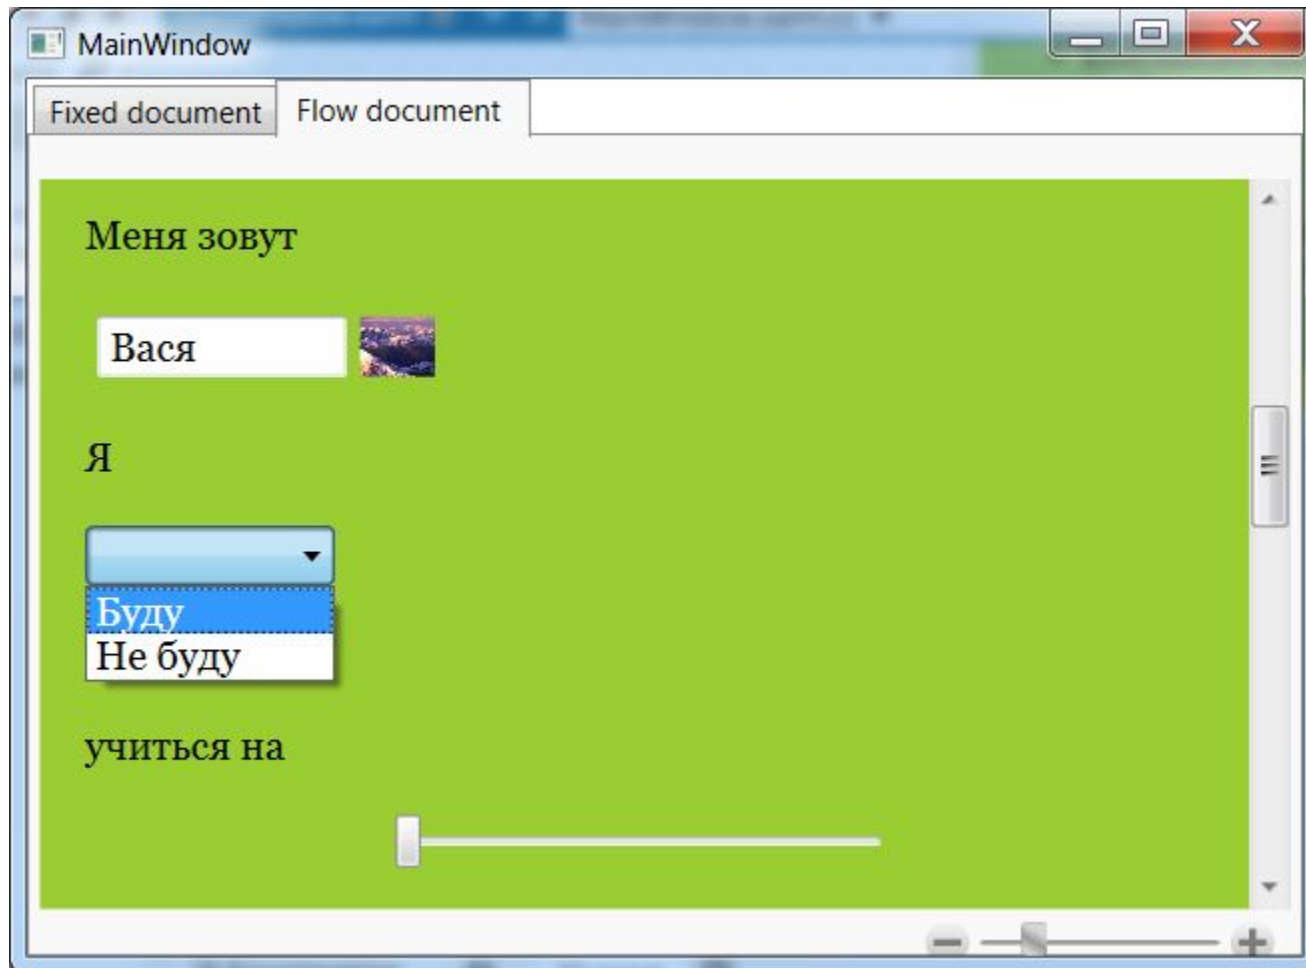 MainWindow
Fixed document
Flow document
Меня зовут
Вася
Я
Буду
Не буду
учиться на